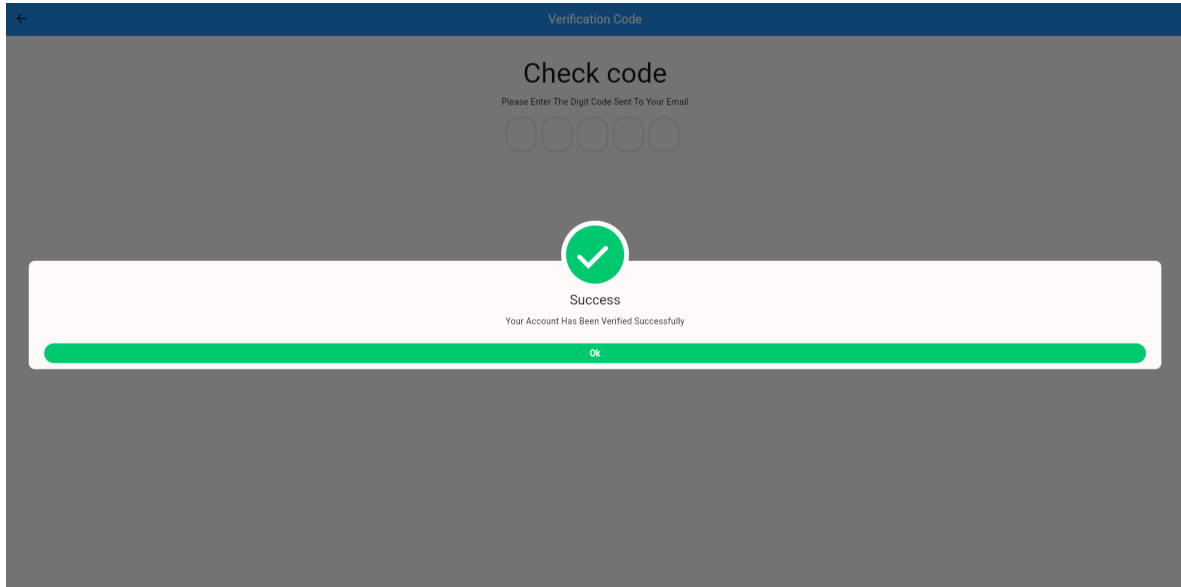 Verification Code
Check code
Please Enter The Digit Code Sent To Your Email
Success
Your Account Has Been Verified Successfully
Ok